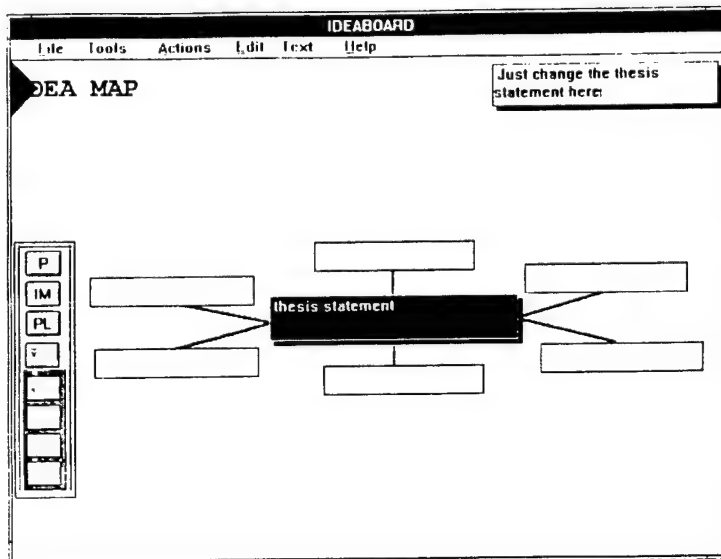 IDEABOARD
File Tools Actions Edit Text Help
DEA MAP
Just change the thesis
statement here:
P
IM
PL
thesis statement